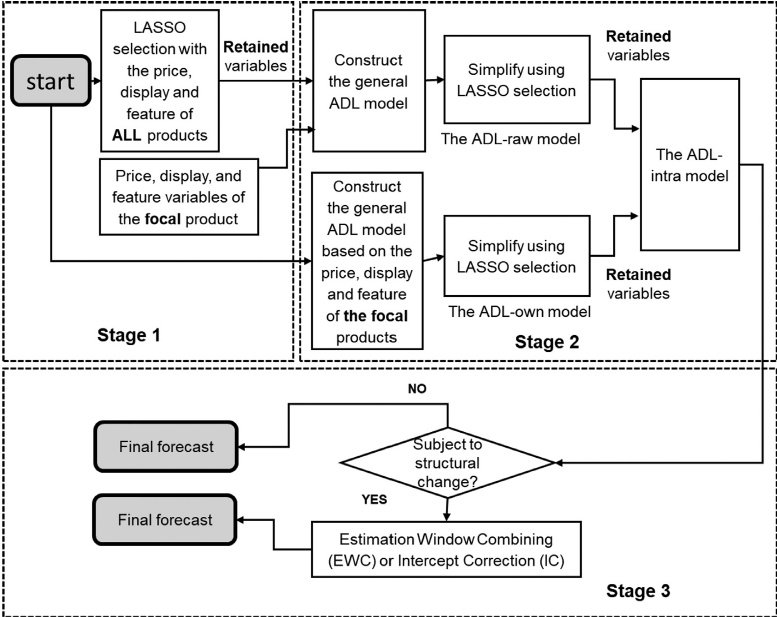 start
LASSO
selection with
the price,
display and
feature of
ALL products
Retained
variables
Price, display, and
feature variables of
the focal product
Stage 1
Construct
the general
ADL model
Simplify using
LASSO selection
The ADL-raw model
Retained
variables
The ADL-
intra model
Construct
the general
ADL model
based on the
price, display
and feature
of the focal
products
Simplify using
LASSO selection
The ADL-own model
Retained
variables
Stage 2
NO
Final forecast
Subject to
structural
change?
YES
Final forecast
Estimation Window Combining
(EWC) or Intercept Correction (IC)
Stage 3